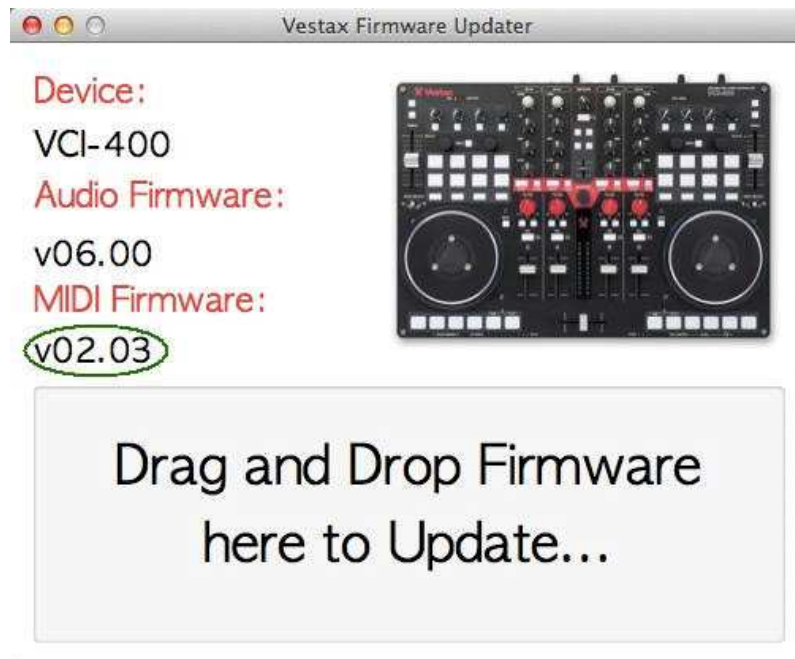 Vestax Firmware Updater
Device:
VCI-400
Audio Firmware:
v06.00
MIDI Firmware:
v02.03
Vestax
Drag and Drop Firmware
here to Update...